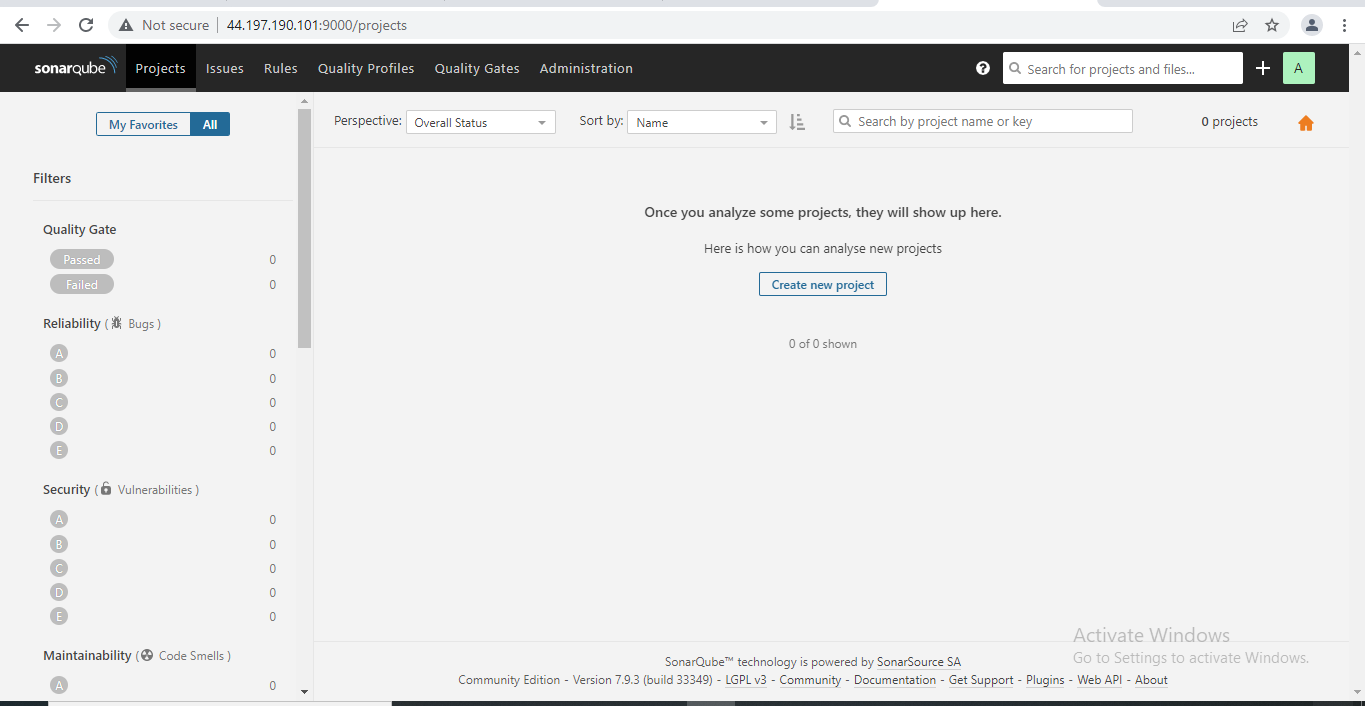 Not secure 44.197.190.101:9000/projects
sonarqube Projects Issues Rules Quality Profiles Quality Gates Administration ? Search for projects and files... + A
My Favorites All
Perspective: Overall Status Sort by: Name Search by project name or key 0 projects
Filters
Quality Gate
Passed 0
Failed 0
Reliability ( Bugs )
A 0
B 0
C 0
D 0
E 0
Security ( Vulnerabilities )
A 0
B 0
C 0
D 0
E 0
Maintainability ( Code Smells )
A 0
Once you analyze some projects, they will show up here.
Here is how you can analyse new projects
Create new project
0 of 0 shown
Activate Windows
Go to Settings to activate Windows.
SonarQube™ technology is powered by SonarSource SA
Community Edition - Version 7.9.3 (build 33349) - LGPL v3 - Community - Documentation - Get Support - Plugins - Web API - About